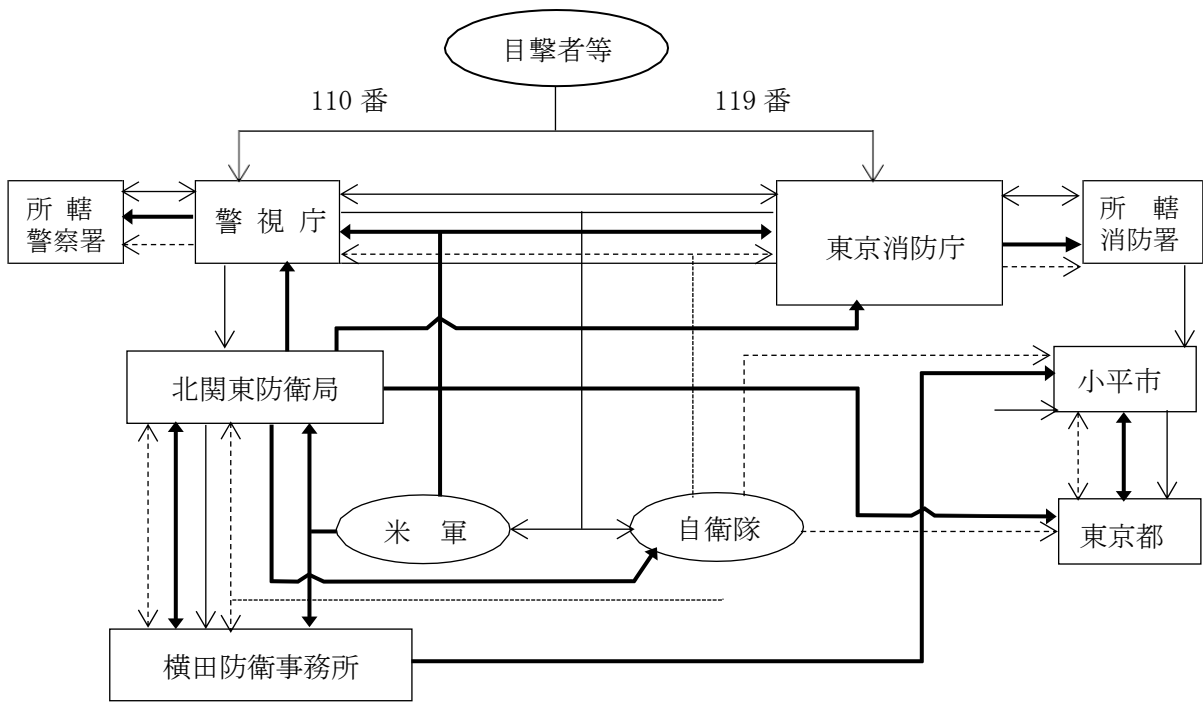 目撃者等
110 番
119 番
所 轄
警察署
警 視 庁
東京消防庁
所 轄
消防署
北関東防衛局
小平市
米 軍
自衛隊
東京都
横田防衛事務所